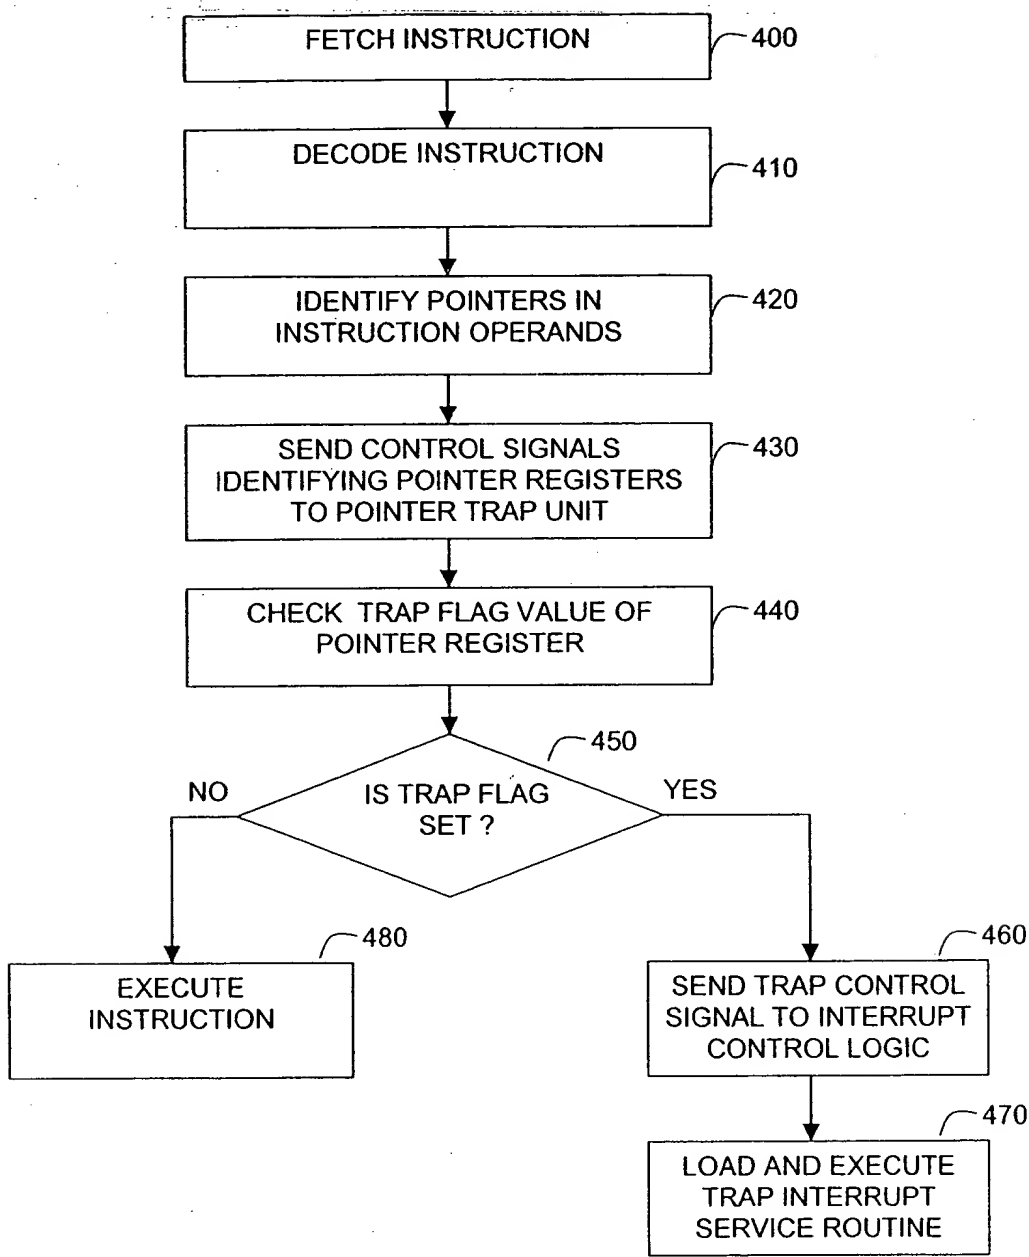 FETCH INSTRUCTION
400
DECODE INSTRUCTION
410
IDENTIFY POINTERS IN
INSTRUCTION OPERANDS
420
SEND CONTROL SIGNALS
IDENTIFYING POINTER REGISTERS
TO POINTER TRAP UNIT
430
CHECK TRAP FLAG VALUE OF
POINTER REGISTER
440
450
NO
IS TRAP FLAG
SET ?
YES
480
EXECUTE
INSTRUCTION
460
SEND TRAP CONTROL
SIGNAL TO INTERRUPT
CONTROL LOGIC
470
LOAD AND EXECUTE
TRAP INTERRUPT
SERVICE ROUTINE